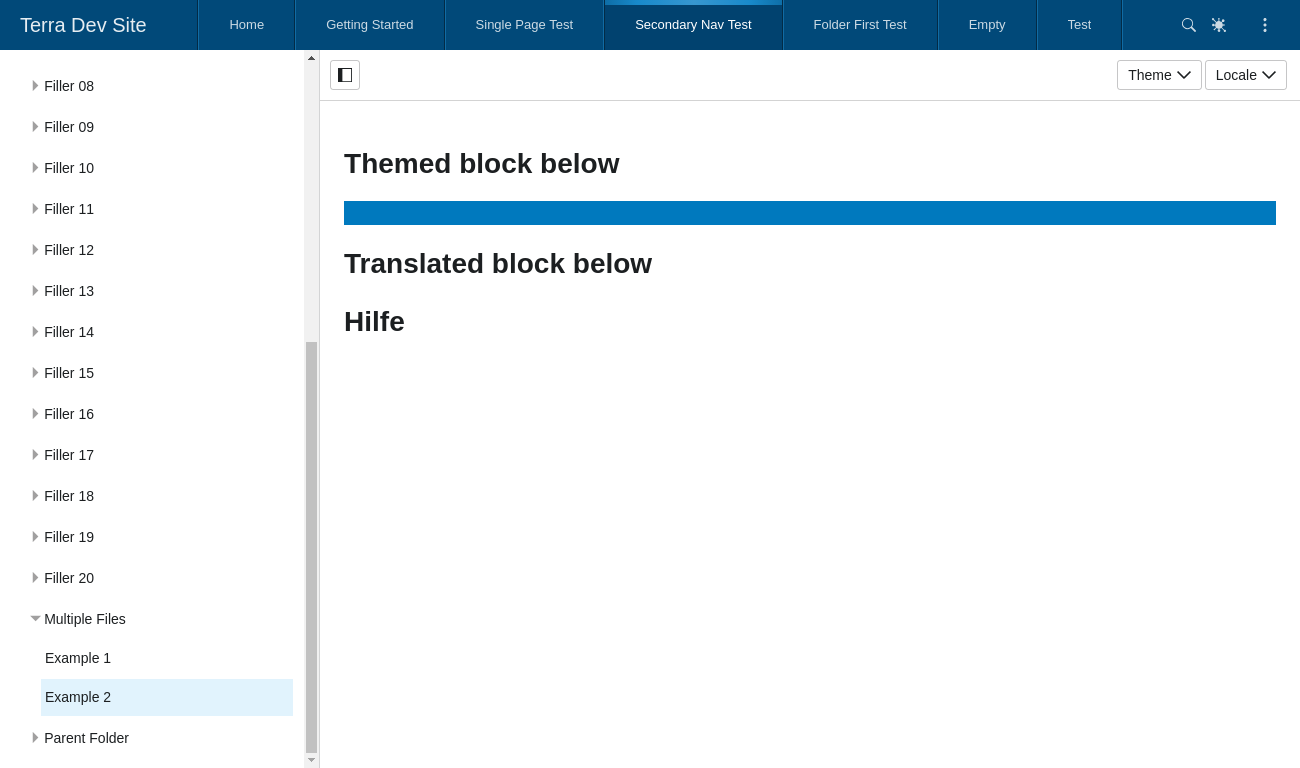 Terra Dev Site
Home
Getting Started
Single Page Test
Secondary Nav Test
Folder First Test
Empty
Test
Filler 08
Filler 09
Filler 10
Filler 11
Filler 12
Filler 13
Filler 14
Filler 15
Filler 16
Filler 17
Filler 18
Filler 19
Filler 20
Multiple Files
Example 1
Example 2
Parent Folder
Theme
Locale
Themed block below
Translated block below
Hilfe